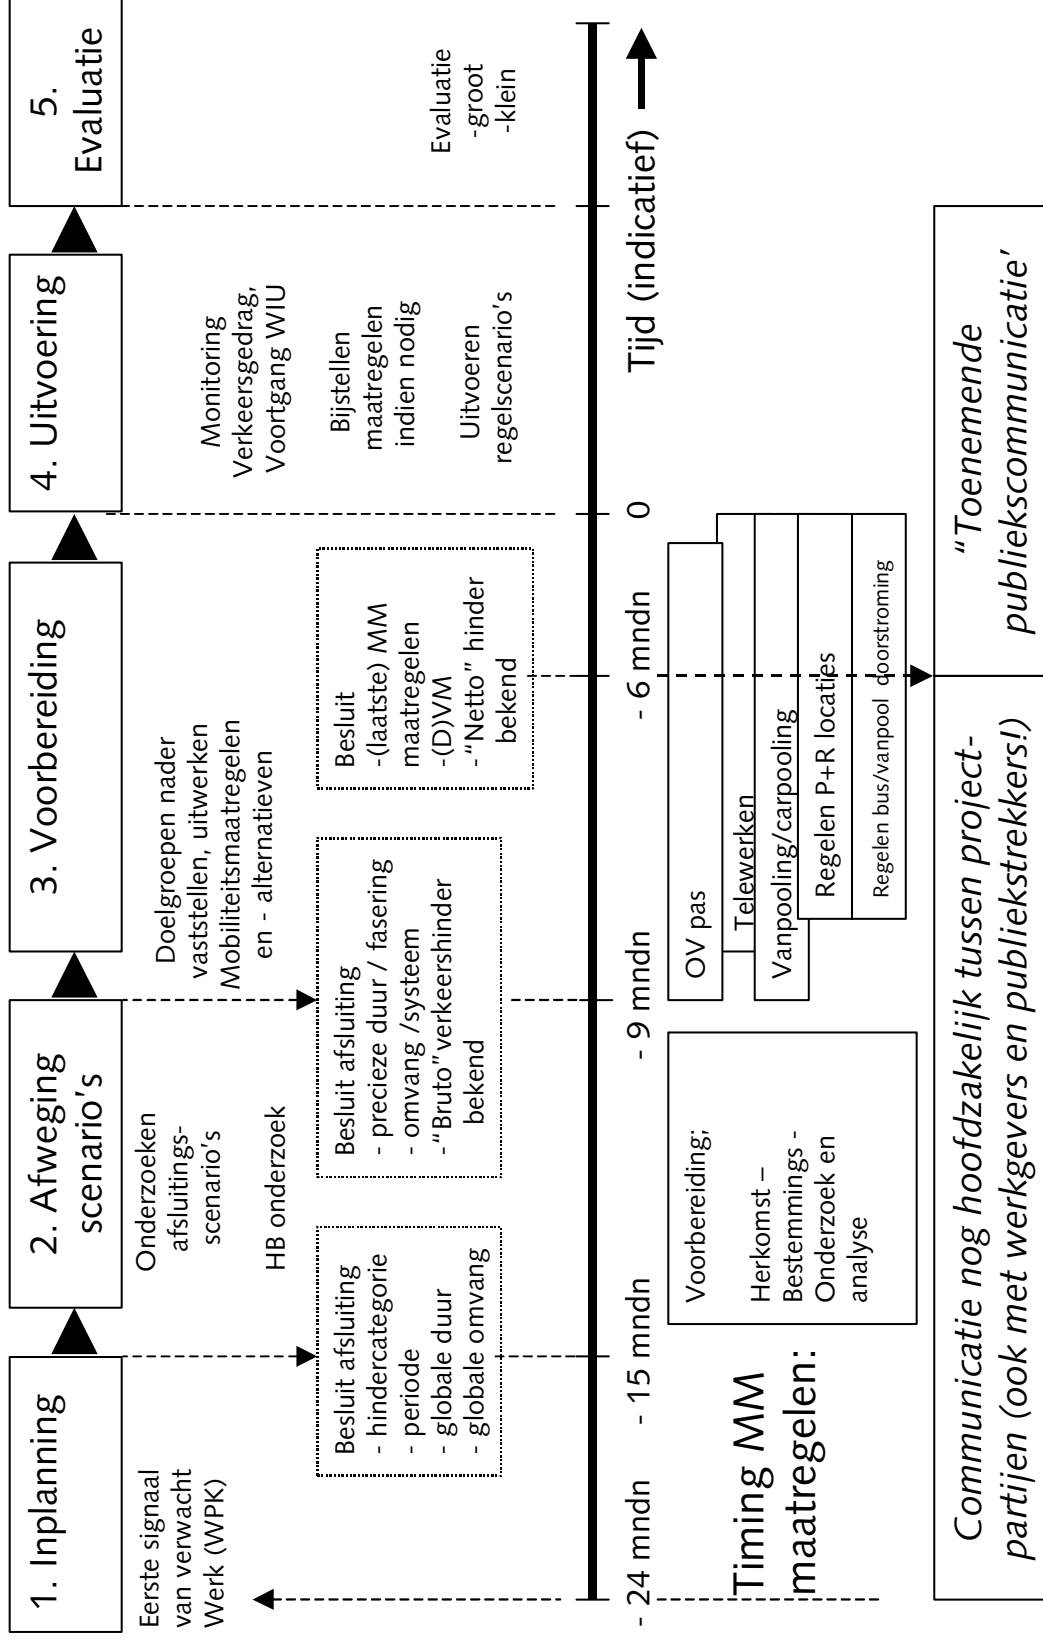 1. Inplanning
2. Afweging
scenario's
3. Voorbereiding
4. Uitvoering
5.
Evaluatie
Eerste signaal
van verwacht
Werk (WPK)
Onderzoeken
afsluitings-
scenario's
HB onderzoek
Doelgroepen nader
vaststellen, uitwerken
Mobiliteitsmaatregelen
en - alternatieven
Monitoring
Verkeersgedrag,
Voortgang WIU
Bijstellen
maatregelen
indien nodig
Uitvoeren
regelscenario's
Evaluatie
-groot
-klein
Besluit afsluiting
- hindercategorie
- periode
- globale duur
- globale omvang
Besluit afsluiting
- precieze duur / fasering
- omvang /systeem
-"Bruto"verkeershinder
bekend
Besluit
-(laatste) MM
maatregelen
-(D)VM
-"Netto" hinder
bekend
- 24 mndn
- 15 mndn
- 9 mndn
- 6 mndn
0
Tijd (indicatief)
Timing MM
maatregelen:
Voorbereiding;
Herkomst –
Bestemmings -
Onderzoek en
analyse
OV pas
Telewerken
Vanpooling/carpooling
Regelen P+R locaties
Regelen bus/vanpool doorstroming
Communicatie nog hoofdzakelijk tussen project-
partijen (ook met werkgevers en publiekstrekkers!)
"Toenemende
publiekscommunicatie'